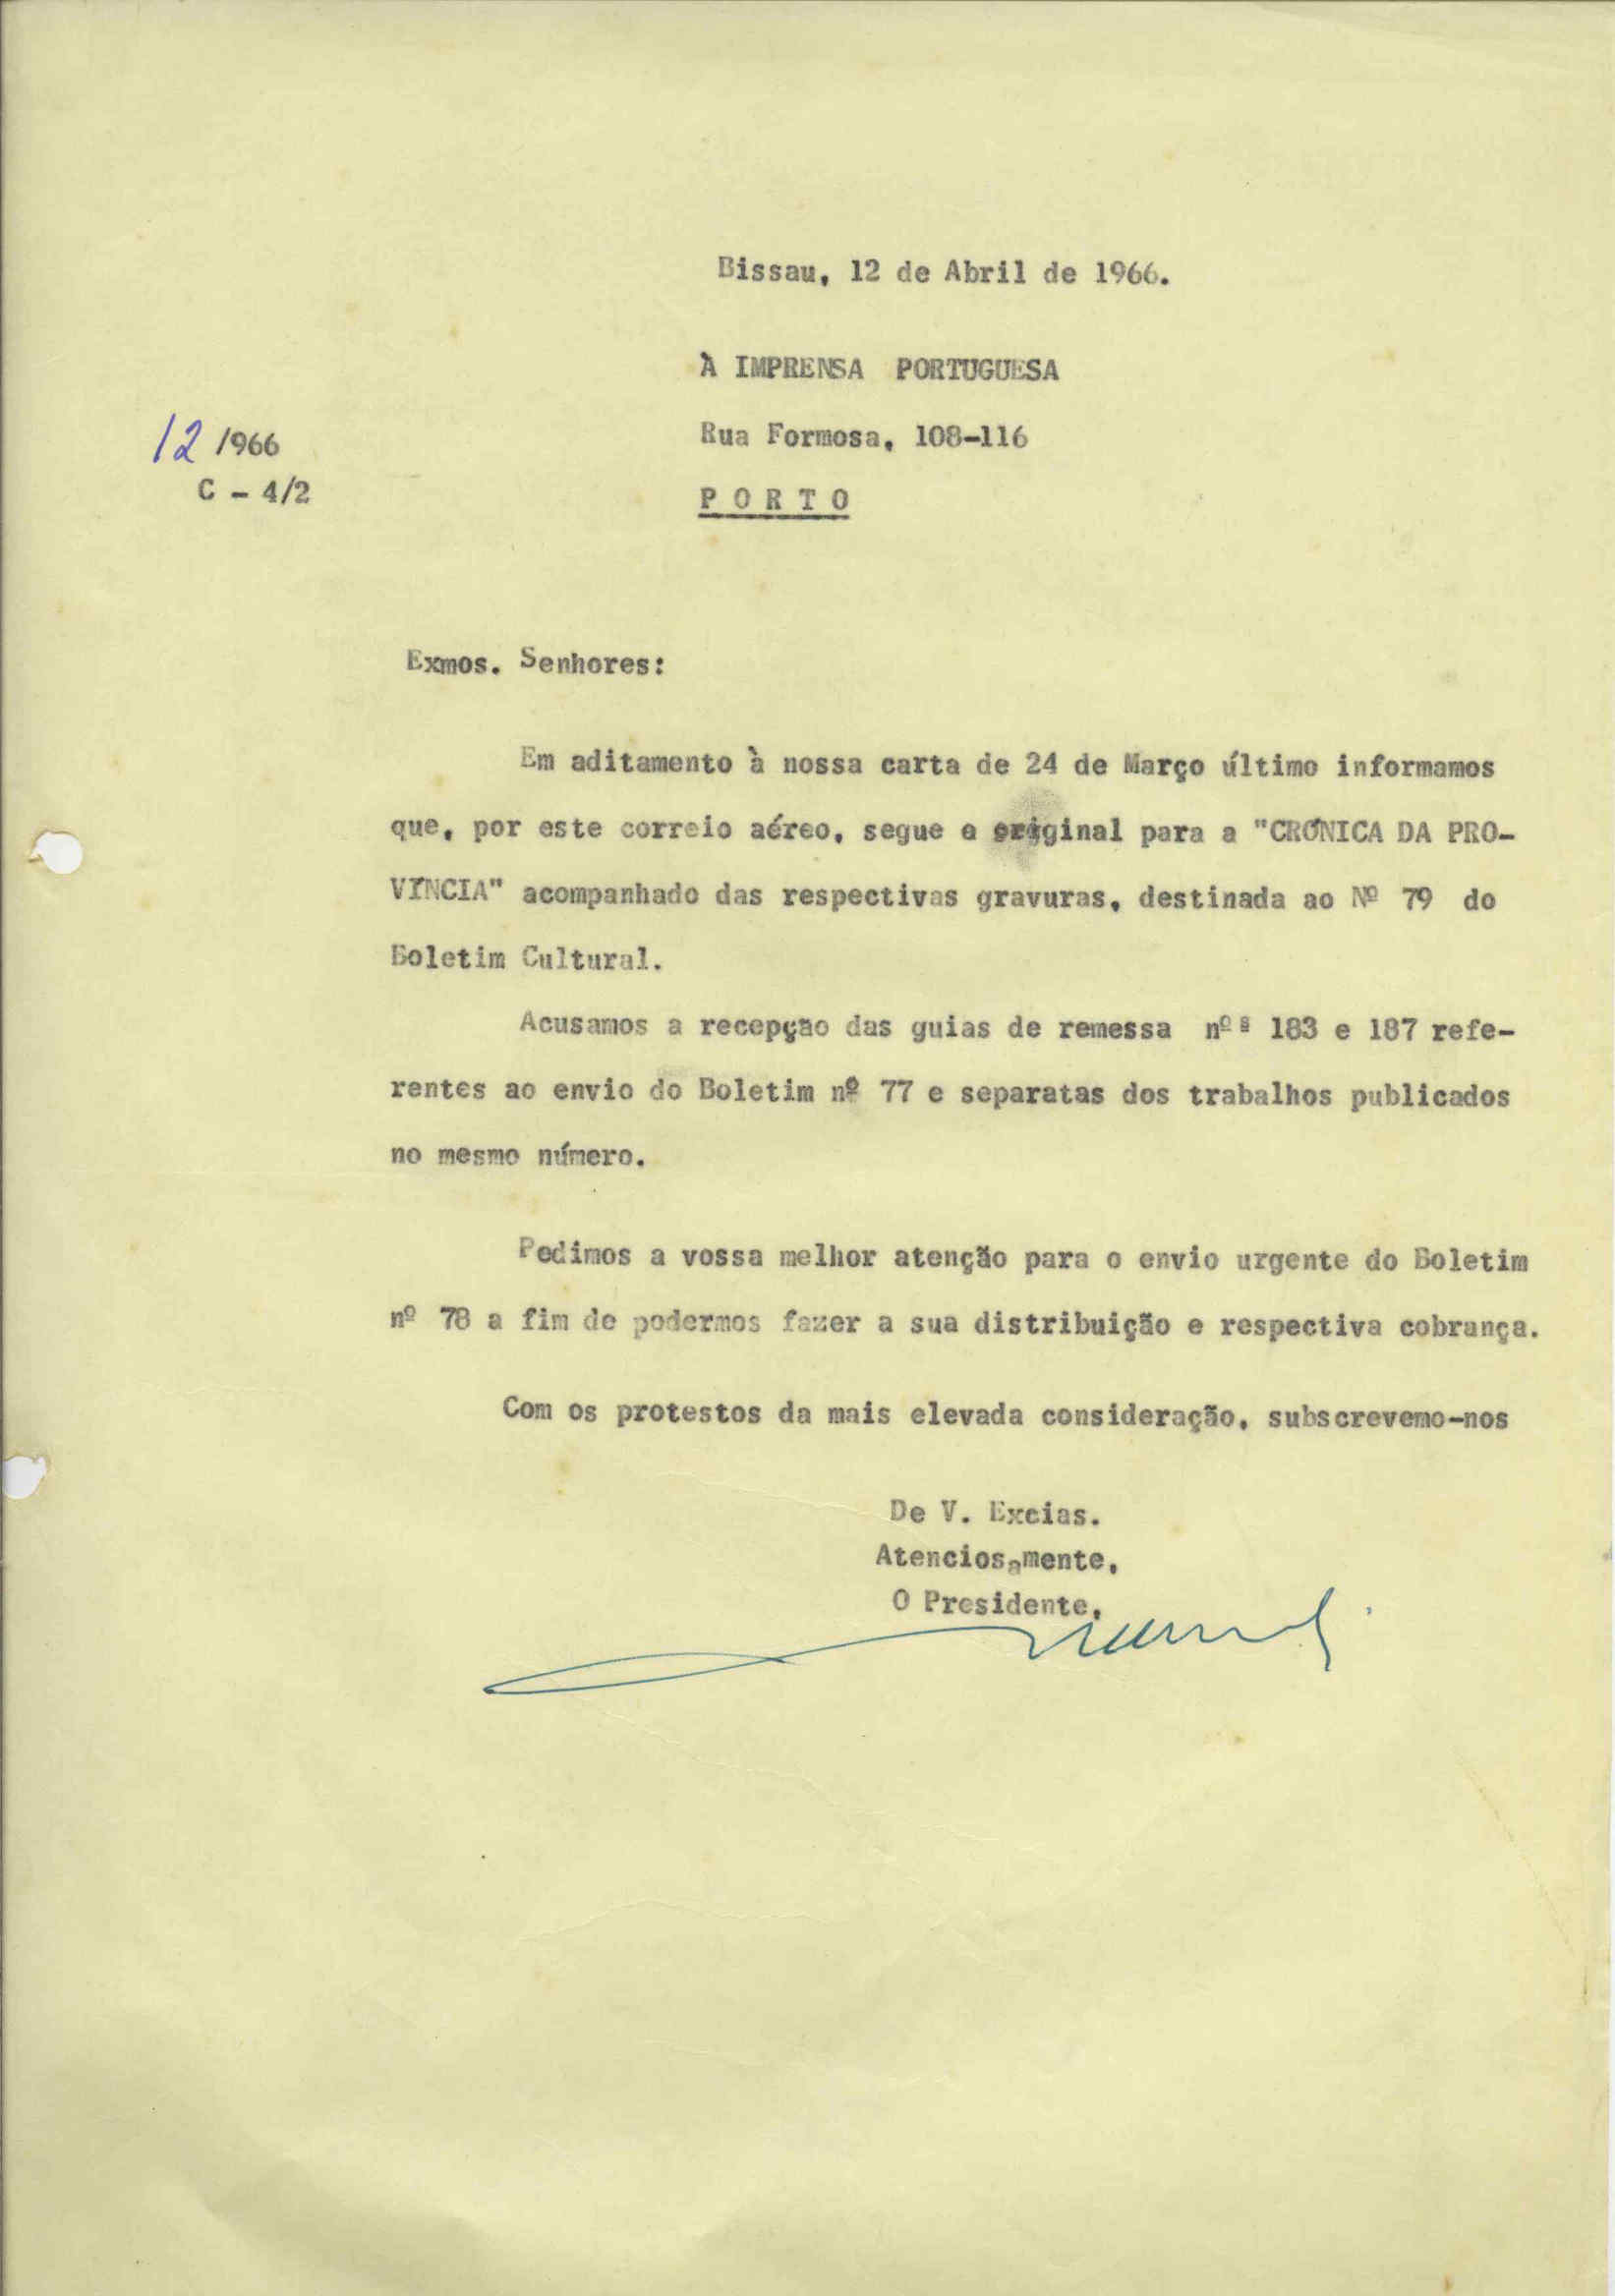 Bissau, 12 de Abril de 1966.
À IMPRENSA PORTUGUESA
12 /966
Rua Formosa, 108-116
C - 4/2
P O R T O
Exmos. Senhores:
Em aditamento à nossa carta de 24 de Março último informamos
que, por este correio aéreo, segue o original para a "CRÓNICA DA PRO-
VÍNCIA" acompanhado das respectivas gravuras, destinada ao Nº 79 do
Boletim Cultural.
Acusamos a recepção das guias de remessa nºs 183 e 187 refe-
rentes ao envio do Boletim nº 77 e separatas dos trabalhos publicados
no mesmo número.
Pedimos a vossa melhor atenção para o envio urgente do Boletim
nº 78 a fim de podermos fazer a sua distribuição e respectiva cobrança.
Com os protestos da mais elevada consideração, subscrevemo-nos
De V. Excias.
Atenciosamente,
O Presidente,